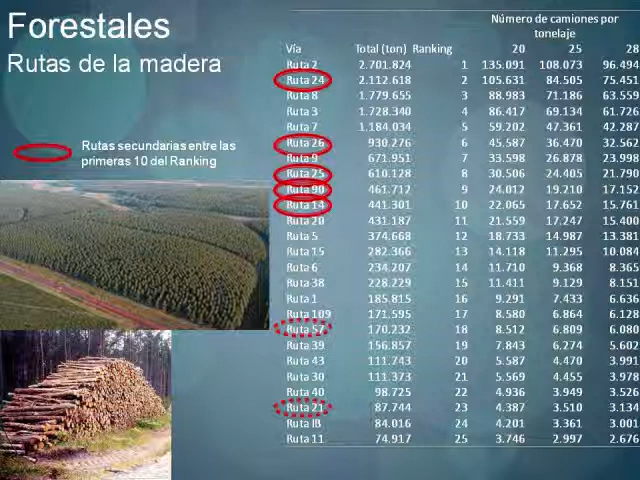 Forestales
Rutas de la madera
Rutas secundarias entre las
primeras 10 del Ranking
Número de camiones por
tonelaje
Vía Total (ton) Ranking 20 25 28
Ruta 2 2.701.824 1 135.091 108.073 96.494
Ruta 24 2.112.618 2 105.631 84.505 75.451
Ruta 8 1.779.655 3 88.983 71.186 63.559
Ruta 3 1.728.340 4 86.417 69.134 61.726
Ruta 7 1.184.034 5 59.202 47.361 42.287
Ruta 26 930.276 6 45.587 36.470 32.562
Ruta 9 671.951 7 33.598 26.878 23.998
Ruta 25 610.128 8 30.506 24.405 21.790
Ruta 90 461.712 9 24.012 19.210 17.152
Ruta 14 441.301 10 22.065 17.652 15.761
Ruta 20 431.187 11 21.559 17.247 15.400
Ruta 5 374.668 12 18.733 14.987 13.381
Ruta 15 282.366 13 14.118 11.295 10.084
Ruta 6 234.207 14 11.710 9.368 8.365
Ruta 38 228.229 15 11.411 9.129 8.151
Ruta 1 185.815 16 9.291 7.433 6.636
Ruta 109 171.595 17 8.580 6.864 6.128
Ruta 57 170.232 18 8.512 6.809 6.080
Ruta 39 156.857 19 7.843 6.274 5.602
Ruta 43 111.743 20 5.587 4.470 3.991
Ruta 30 111.373 21 5.569 4.455 3.978
Ruta 40 98.725 22 4.936 3.949 3.526
Ruta 21 87.744 23 4.387 3.510 3.134
Ruta IB 84.016 24 4.201 3.361 3.001
Ruta 11 74.917 25 3.746 2.997 2.676